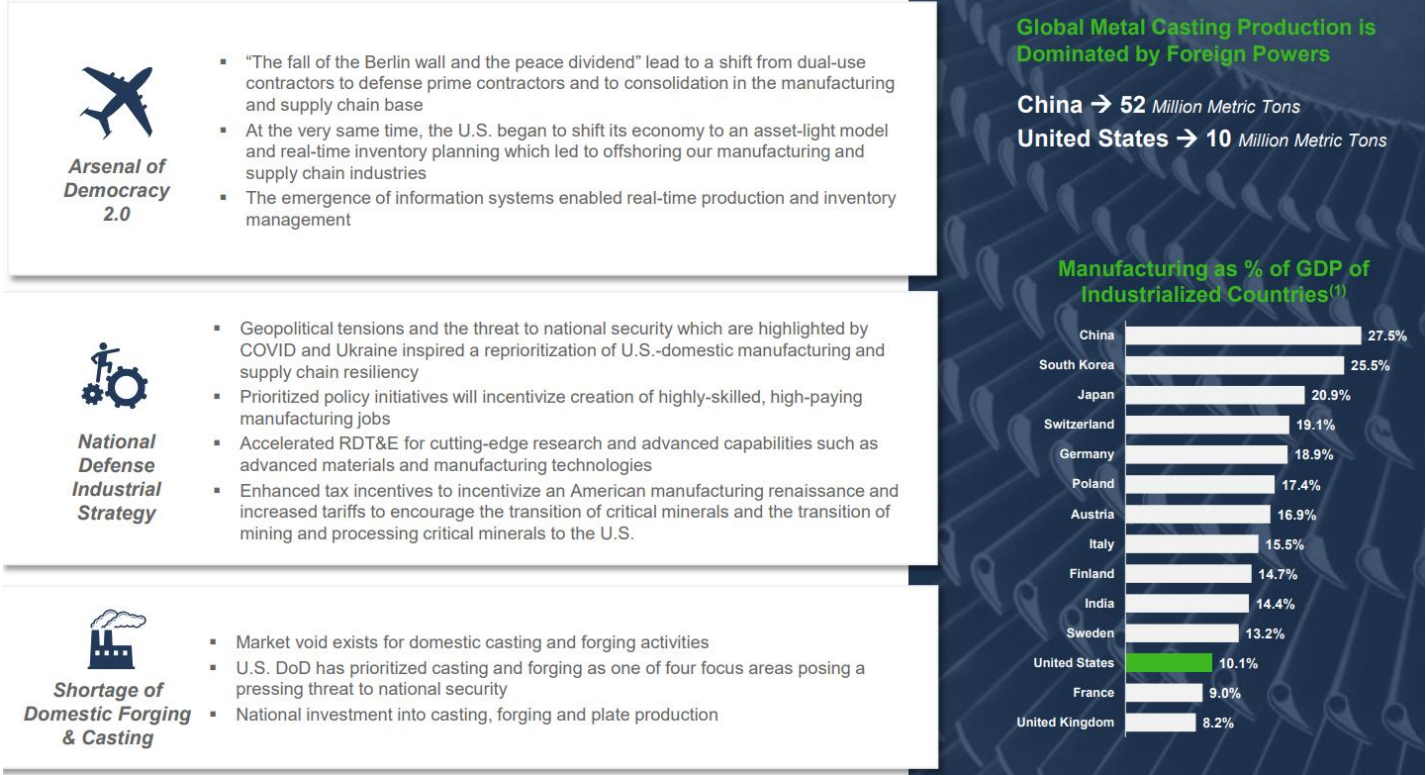 Arsenal of
Democracy
2.0
▪ “The fall of the Berlin wall and the peace dividend” lead to a shift from dual-use
contractors to defense prime contractors and to consolidation in the manufacturing
and supply chain base
▪ At the very same time, the U.S. began to shift its economy to an asset-light model
and real-time inventory planning which led to offshoring our manufacturing and
supply chain industries
▪ The emergence of information systems enabled real-time production and inventory
management
National
Defense
Industrial
Strategy
▪ Geopolitical tensions and the threat to national security which are highlighted by
COVID and Ukraine inspired a reprioritization of U.S.-domestic manufacturing and
supply chain resiliency
▪ Prioritized policy initiatives will incentivize creation of highly-skilled, high-paying
manufacturing jobs
▪ Accelerated RDT&E for cutting-edge research and advanced capabilities such as
advanced materials and manufacturing technologies
▪ Enhanced tax incentives to incentivize an American manufacturing renaissance and
increased tariffs to encourage the transition of critical minerals and the transition of
mining and processing critical minerals to the U.S.
Shortage of
Domestic Forging
& Casting
▪ Market void exists for domestic casting and forging activities
▪ U.S. DoD has prioritized casting and forging as one of four focus areas posing a
pressing threat to national security
▪ National investment into casting, forging and plate production
Global Metal Casting Production is
Dominated by Foreign Powers
China → 52 Million Metric Tons
United States → 10 Million Metric Tons
Manufacturing as % of GDP of
Industrialized Countries(1)
China 27.5%
South Korea 25.5%
Japan 20.9%
Switzerland 19.1%
Germany 18.9%
Poland 17.4%
Austria 16.9%
Italy 15.5%
Finland 14.7%
India 14.4%
Sweden 13.2%
United States 10.1%
France 9.0%
United Kingdom 8.2%